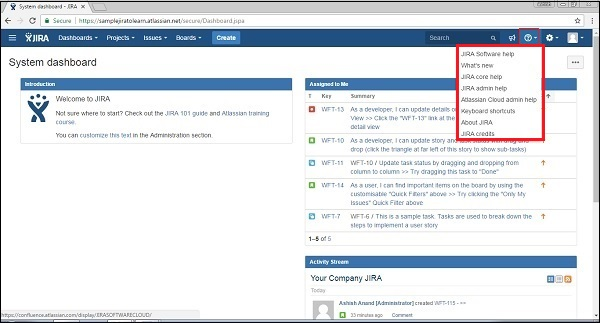 System dashboard - JIRA
Secure https://samplejiratolearn.atlassian.net/secure/Dashboard.jspa
JIRA Dashboards Projects Issues Boards Create Search
System dashboard
JIRA Software help
What's new
JIRA core help
JIRA admin help
Atlassian Cloud admin help
Keyboard shortcuts
About JIRA
JIRA credits
Introduction
Welcome to JIRA
Not sure where to start? Check out the JIRA 101 guide and Atlassian training
course.
You can customize this text in the Administration section.
Assigned to Me
T Key Summary
WFT-13 As a developer, I can update details on
View >> Click the "WFT-13" link at the
detail view
WFT-10 As a developer, I can update story and
drop (click the triangle at far left of this story to show sub-tasks)
WFT-11 WFT-10 / Update task status by dragging and dropping from
column to column >> Try dragging this task to "Done"
WFT-14 As a user, I can find important items on the board by using the
customisable "Quick Filters" above >> Try clicking the "Only My
Issues" Quick Filter above
WFT-7 WFT-6 / This is a sample task. Tasks are used to break down the
steps to implement a user story
1–5 of 5
Activity Stream
Your Company JIRA
Today
Ashish Anand [Administrator] created WFT-115 - ==
33 minutes ago Comment
https://confluence.atlassian.com/display/JIRASOFTWARECLOUD/